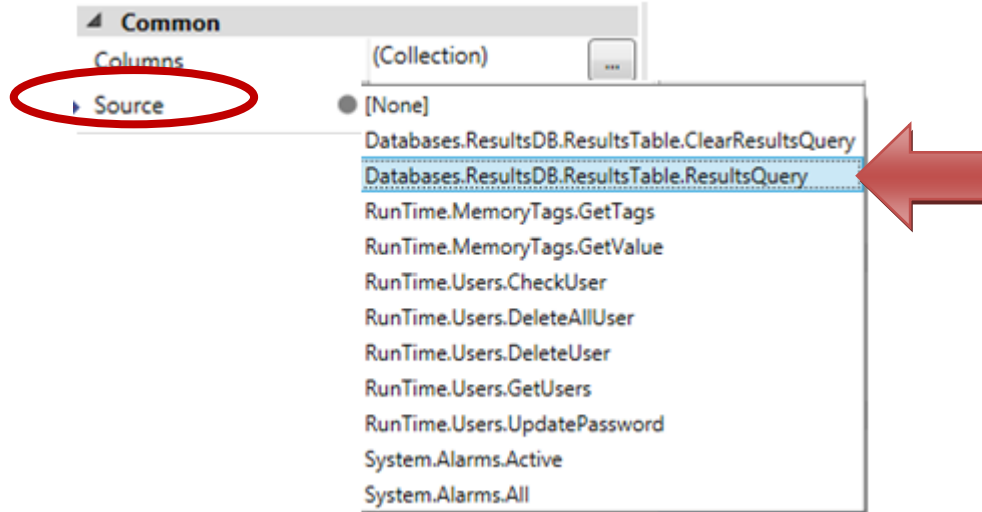 Common
Columns (Collection) ...
Source [None]
Databases.ResultsDB.ResultsTable.ClearResultsQuery
Databases.ResultsDB.ResultsTable.ResultsQuery
RunTime.MemoryTags.GetTags
RunTime.MemoryTags.GetValue
RunTime.Users.CheckUser
RunTime.Users.DeleteAllUser
RunTime.Users.DeleteUser
RunTime.Users.GetUsers
RunTime.Users.UpdatePassword
System.Alarms.Active
System.Alarms.All